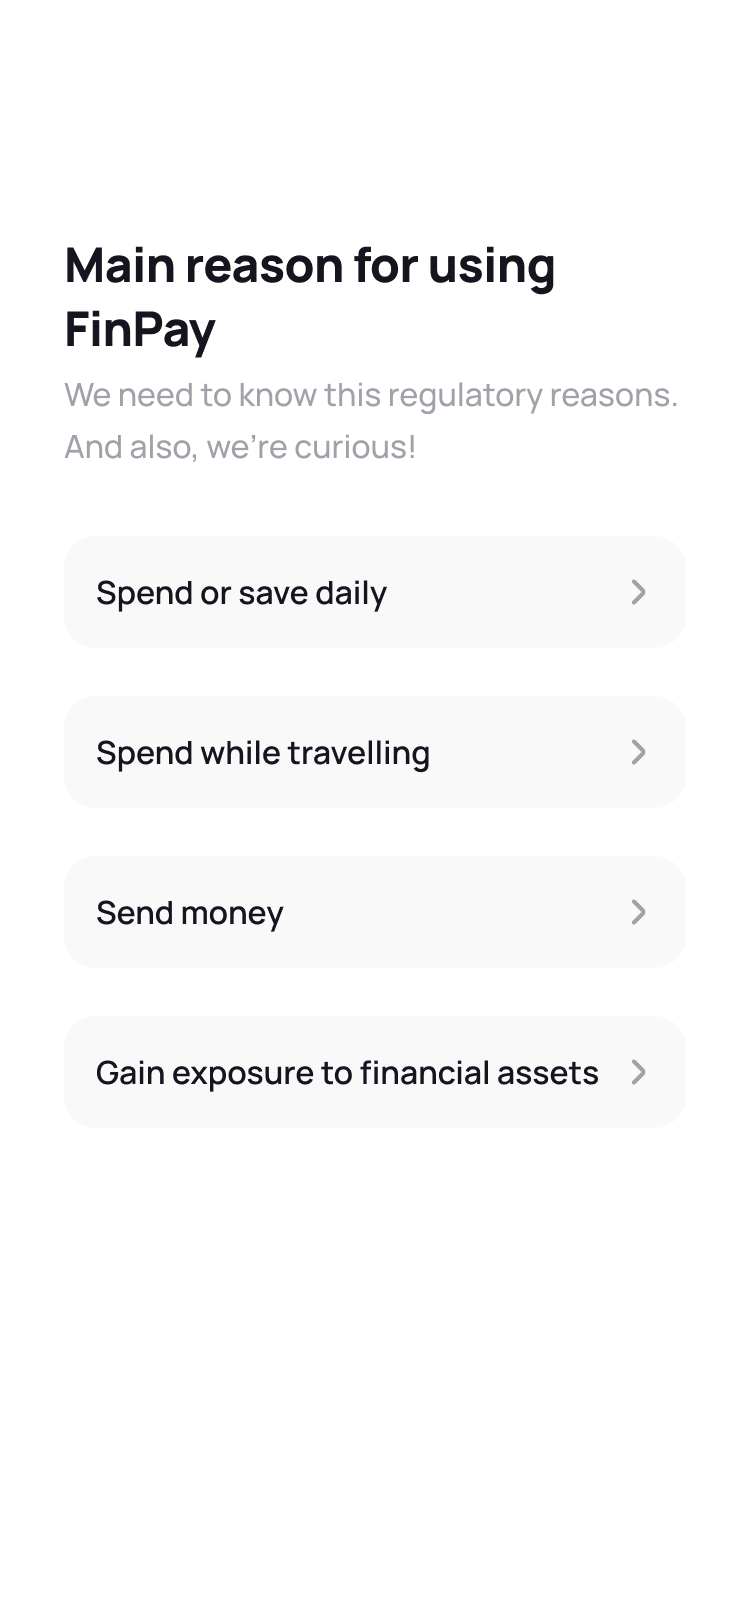 Main reason for using
FinPay
We need to know this regulatory reasons.
And also, we’re curious!
Spend or save daily
Spend while travelling
Send money
Gain exposure to financial assets